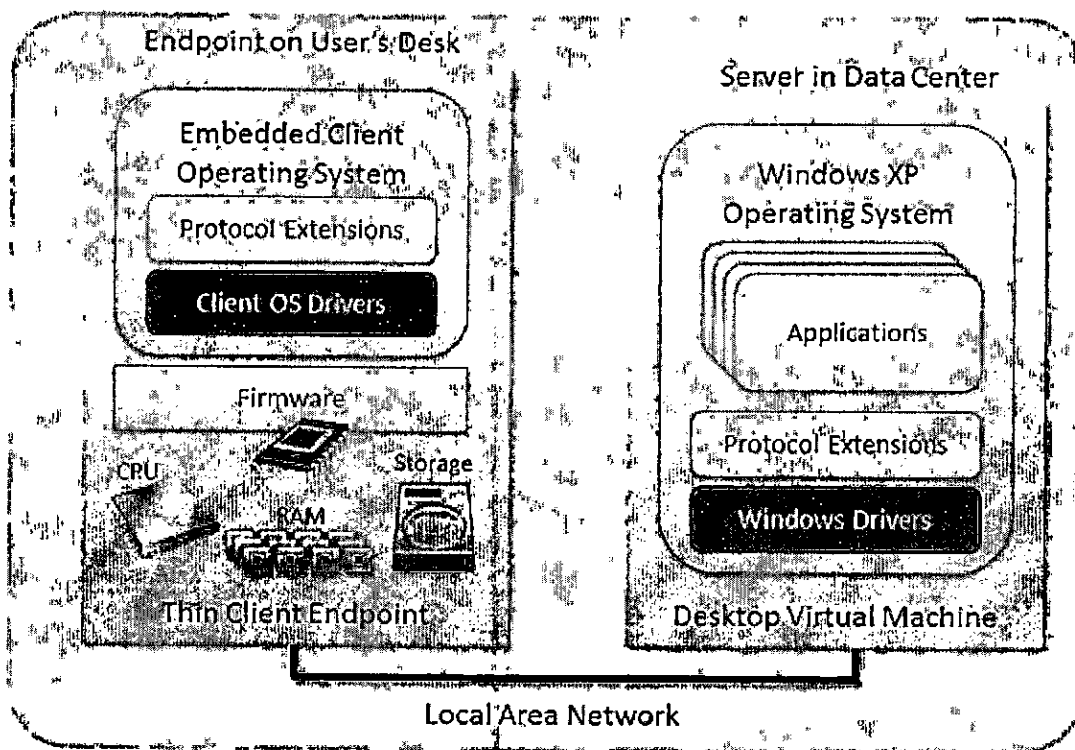 Endpoint on User's Desk
Embedded Client
Operating System
Protocol Extensions
Client OS Drivers
Firmware
CPU
RAM
Storage
Thin Client Endpoint
Server in Data Center
Windows XP
Operating System
Applications
Protocol Extensions
Windows Drivers
Desktop Virtual Machine
Local Area Network